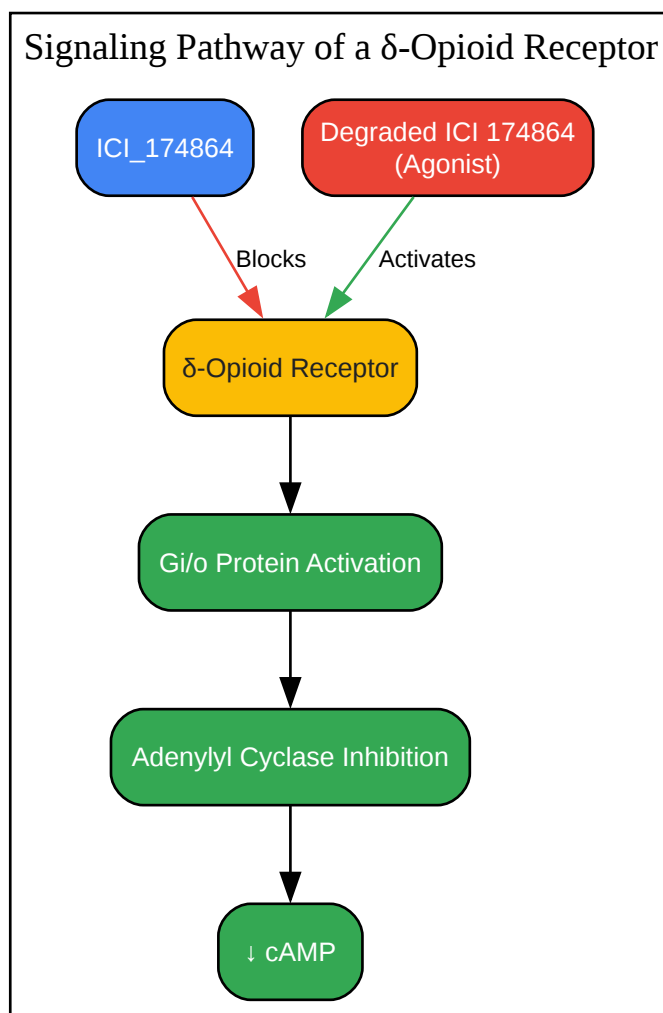 Signaling Pathway of a δ-Opioid Receptor
ICI_174864
Degraded ICI 174864
(Agonist)
Blocks
Activates
δ-Opioid Receptor
Gi/o Protein Activation
Adenylyl Cyclase Inhibition
↓ cAMP